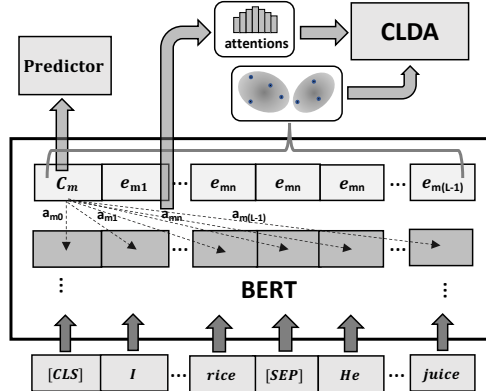 attentions
CLDA
Predictor
C_m e_m1 ... e_mn e_mn e_mn ... e_m(L-1)
a_m0 a_m1 a_mn a_m(L-1)
... ... ...
... BERT ...
[CLS] I ... rice [SEP] He ... juice